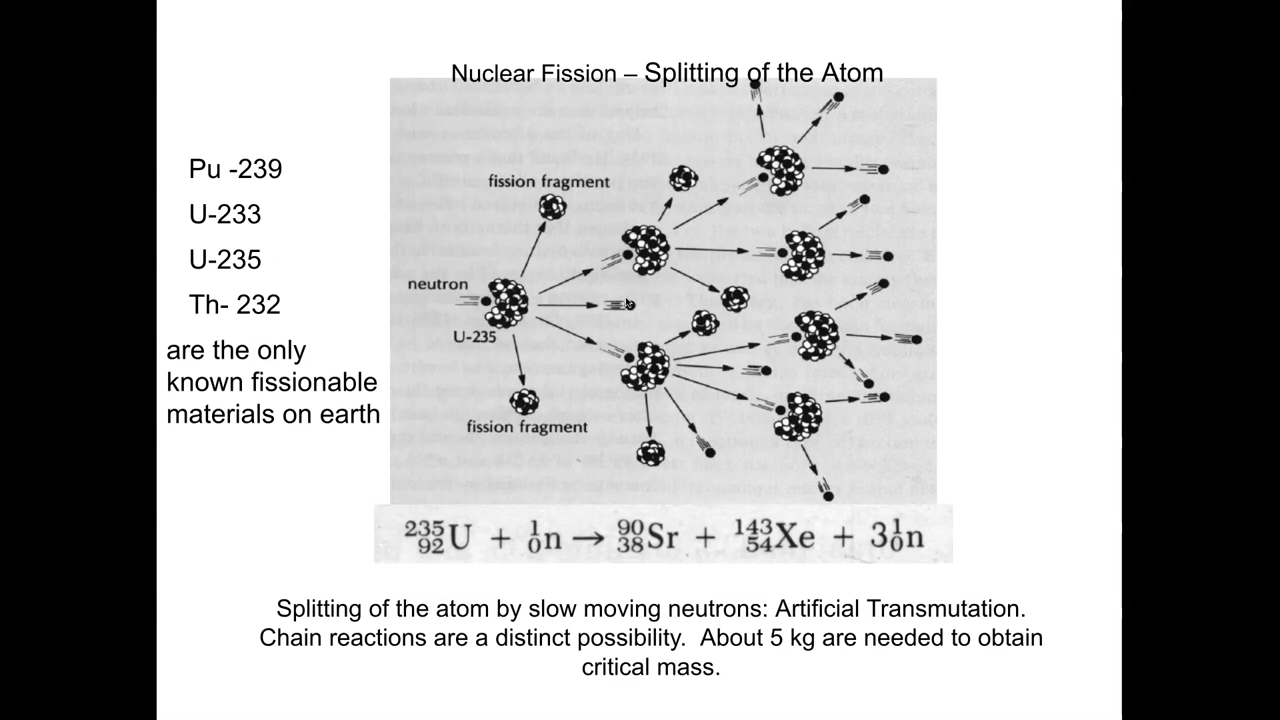 Nuclear Fission – Splitting of the Atom
Pu -239
U-233
U-235
Th- 232
are the only
known fissionable
materials on earth
fission fragment
neutron
U-235
fission fragment
²³⁵₉₂U + ¹₀n → ⁹⁰₃₈Sr + ¹⁴³₅₄Xe + 3¹₀n
Splitting of the atom by slow moving neutrons: Artificial Transmutation.
Chain reactions are a distinct possibility.  About 5 kg are needed to obtain
critical mass.